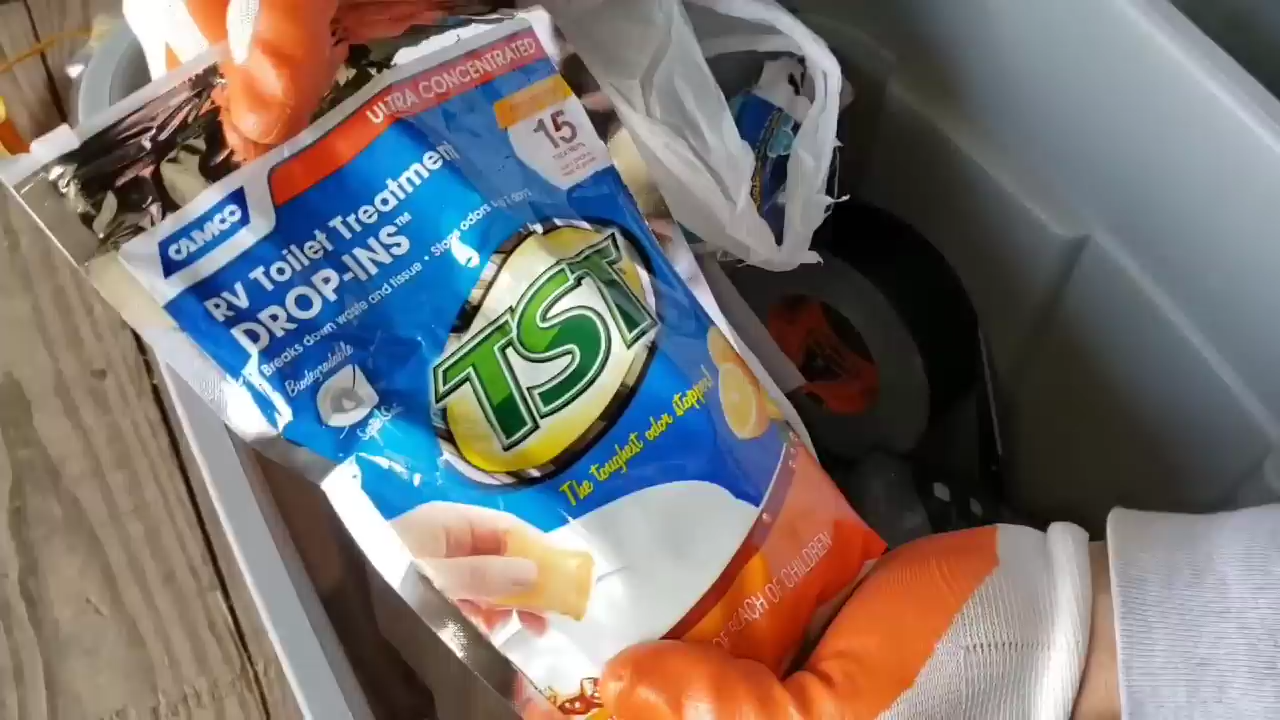 ULTRA CONCENTRATED
15
CAMCO
RV Toilet Treatment
DROP-INS™
Breaks down waste and tissue • Stops odors
Biodegradable
TST
The toughest odor stopper!
OF REACH OF CHILDREN